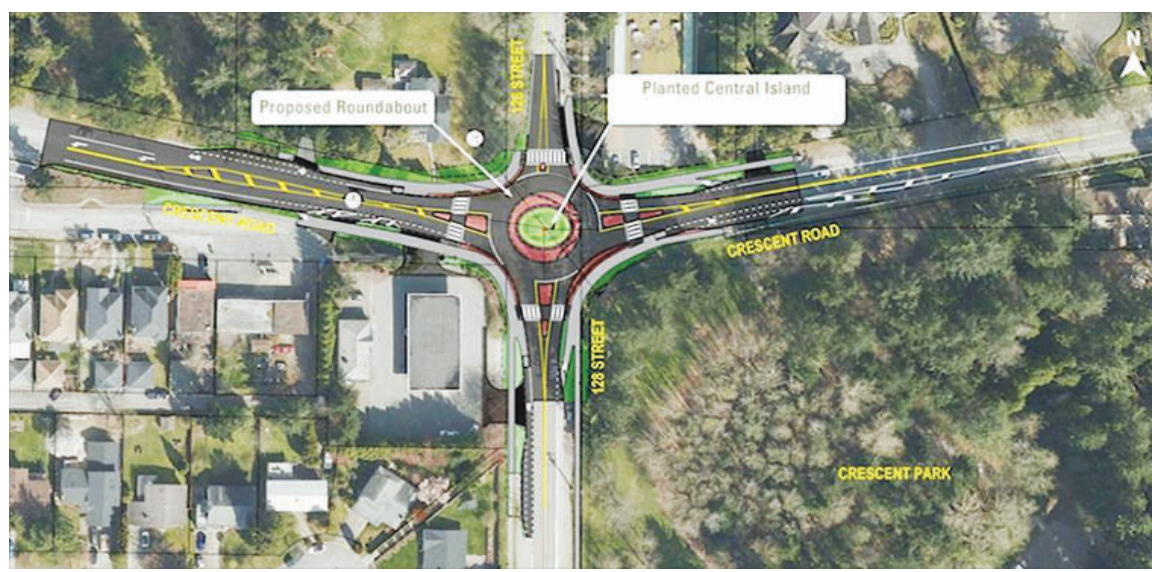 N
128 STREET
Planted Central Island
Proposed Roundabout
CRESCENT ROAD
CRESCENT ROAD
128 STREET
CRESCENT PARK